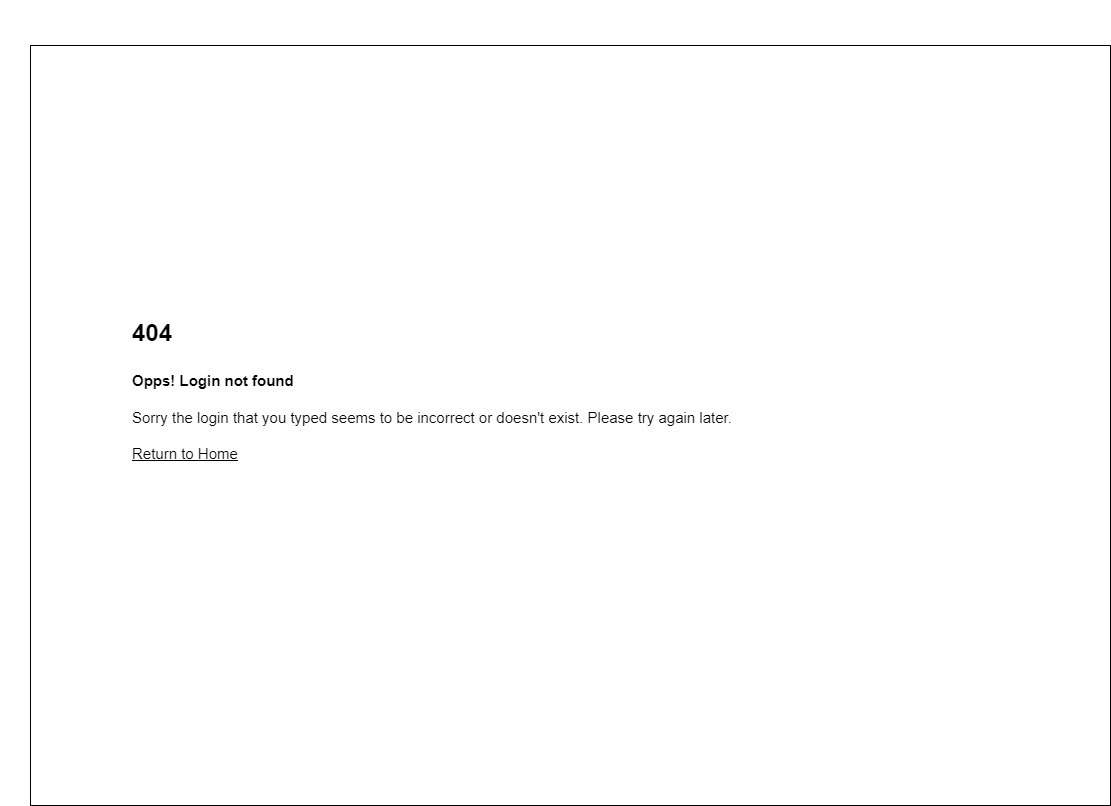 404
Opps! Login not found
Sorry the login that you typed seems to be incorrect or doesn't exist. Please try again later.
Return to Home